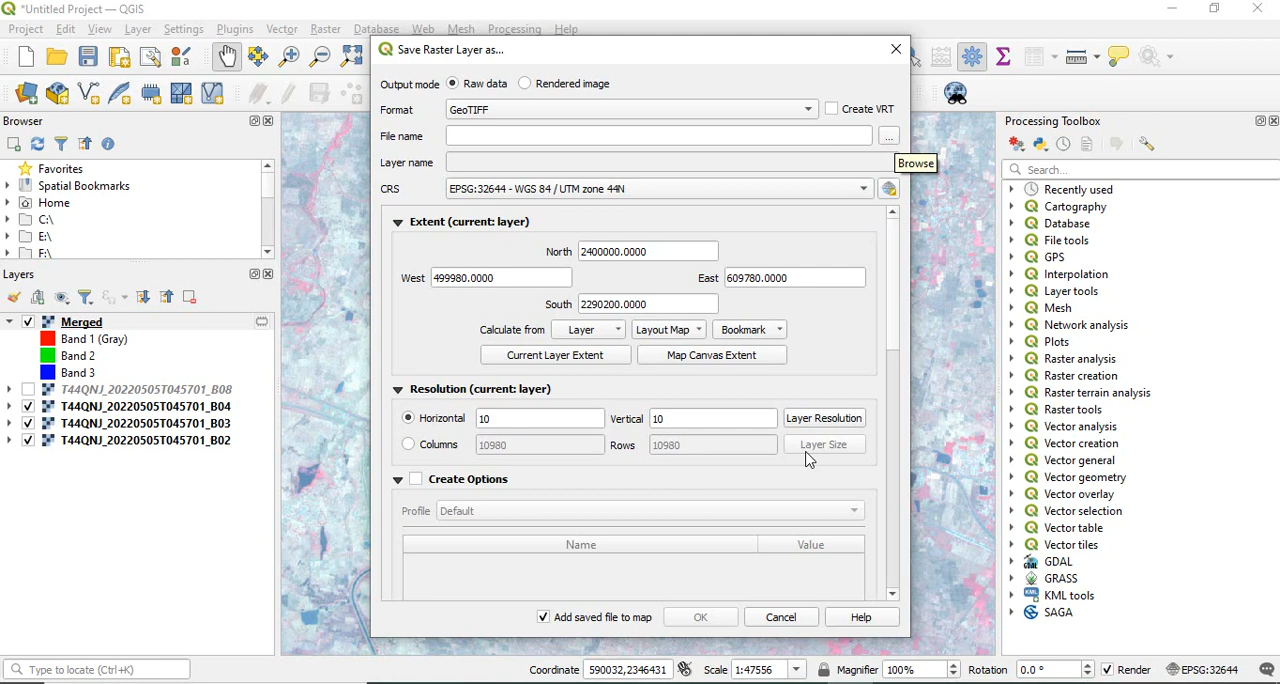 *Untitled Project — QGIS
Project Edit View Layer Settings Plugins Vector Raster Database Web Mesh Processing Help
Save Raster Layer as...
Output mode Raw data Rendered image
Format GeoTIFF Create VRT
File name ...
Browse
Layer name
CRS EPSG:32644 - WGS 84 / UTM zone 44N
Extent (current: layer)
North 2400000.0000
West 499980.0000 East 609780.0000
South 2290200.0000
Calculate from Layer Layout Map Bookmark
Current Layer Extent Map Canvas Extent
Resolution (current: layer)
Horizontal 10 Vertical 10 Layer Resolution
Columns 10980 Rows 10980 Layer Size
Create Options
Profile Default
Name Value
Add saved file to map OK Cancel Help
Browser
Favorites
Spatial Bookmarks
Home
C:\
E:\
F:\
Layers
Merged
Band 1 (Gray)
Band 2
Band 3
T44QNJ_20220505T045701_B08
T44QNJ_20220505T045701_B04
T44QNJ_20220505T045701_B03
T44QNJ_20220505T045701_B02
Processing Toolbox
Search...
Recently used
Cartography
Database
File tools
GPS
Interpolation
Layer tools
Mesh
Network analysis
Plots
Raster analysis
Raster creation
Raster terrain analysis
Raster tools
Vector analysis
Vector creation
Vector general
Vector geometry
Vector overlay
Vector selection
Vector table
Vector tiles
GDAL
GRASS
KML tools
SAGA
Type to locate (Ctrl+K) Coordinate 590032,2346431 Scale 1:47556 Magnifier 100% Rotation 0.0 ° Render EPSG:32644